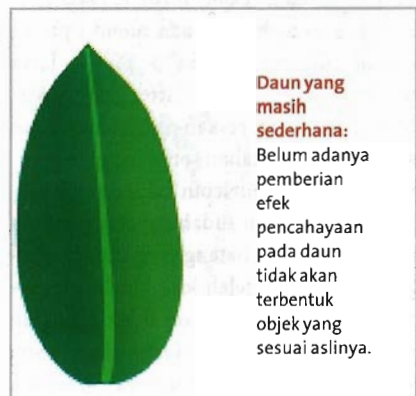 Daun yang
masih
sederhana:
Belum adanya
pemberian
efek
pencahayaan
pada daun
tidak akan
terbentuk
objek yang
sesuai aslinya.